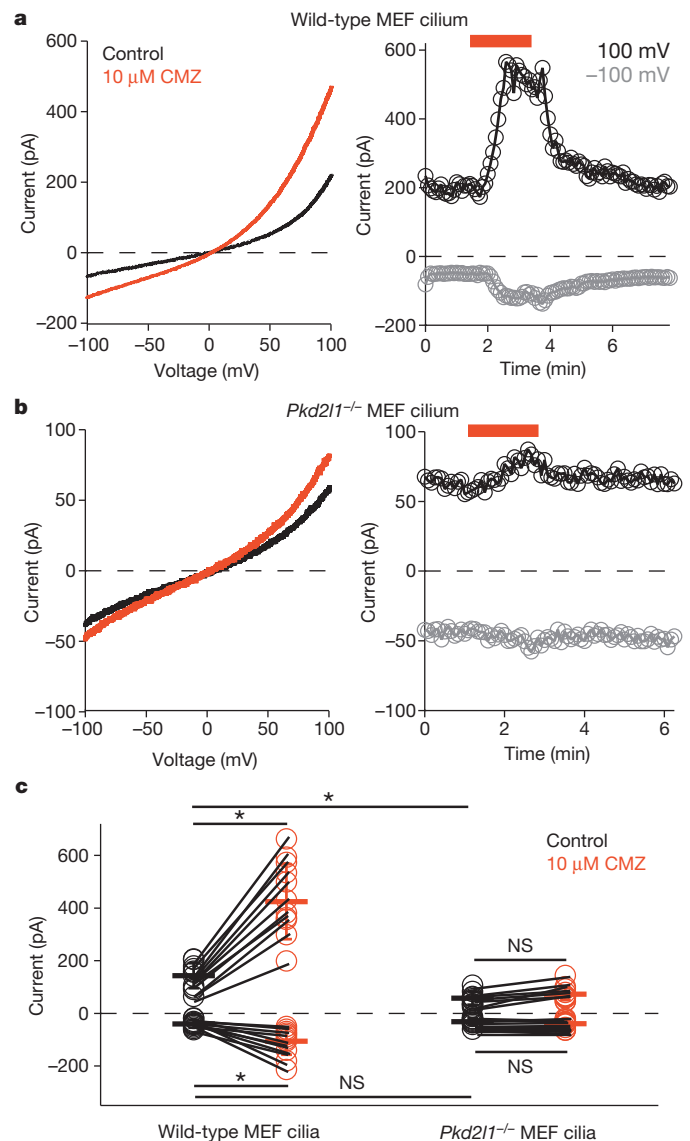 a
Wild-type MEF cilium
600
400
200
0
–200
Current (pA)
Control
10 μM CMZ
–100
–50
0
50
100
Voltage (mV)
600
400
200
0
–200
Current (pA)
100 mV
–100 mV
0
2
4
6
Time (min)
b
Pkd2l1–/– MEF cilium
100
50
0
–50
–100
Current (pA)
–100
–50
0
50
100
Voltage (mV)
100
50
0
–50
–100
Current (pA)
0
2
4
6
Time (min)
c
*
*
Control
10 μM CMZ
600
400
200
0
–200
Current (pA)
NS
NS
*
NS
Wild-type MEF cilia
Pkd2l1–/– MEF cilia